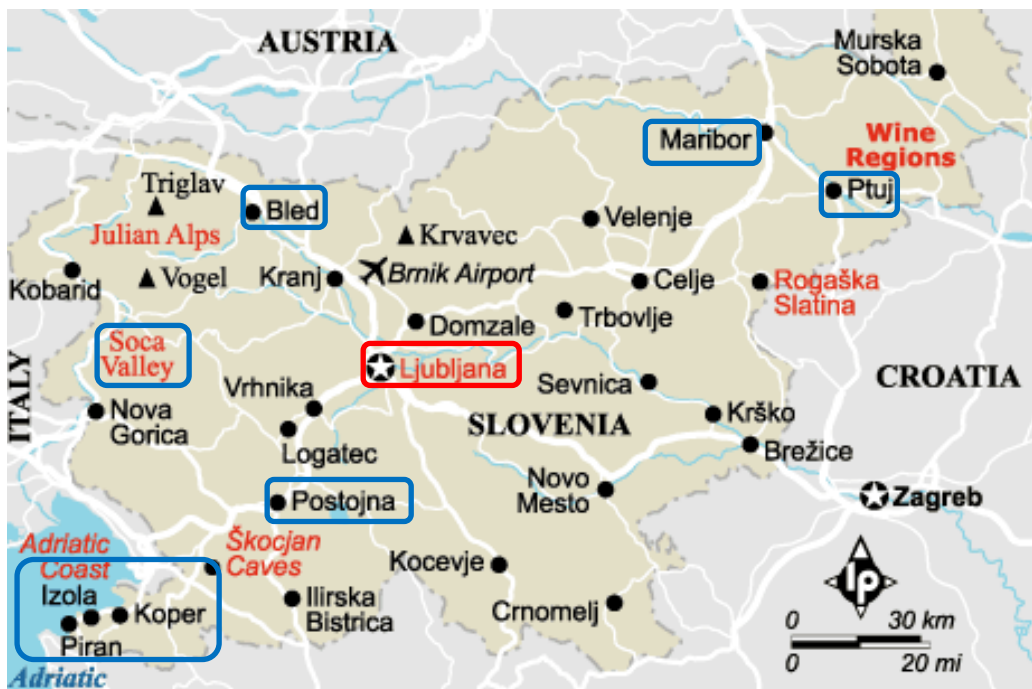 AUSTRIA
Murska
Sobota
Maribor
Wine
Regions
Triglav
Ptuj
Bled
Velenje
Julian Alps
Krvavec
Vogel
Kranj
Brnik Airport
Celje
Rogaška
Slatina
Kobarid
Domzale
Trbovlje
Soca
Valley
Ljubljana
ITALY
Vrhnika
Sevnica
CROATIA
Nova
Gorica
SLOVENIA
Krško
Logatec
Brežice
Novo
Mesto
Postojna
Zagreb
Adriatic
Coast
Škocjan
Caves
Kocevje
lp
Izola
Koper
Ilirska
Bistrica
Crnomelj
0 30 km
Piran
0 20 mi
Adriatic